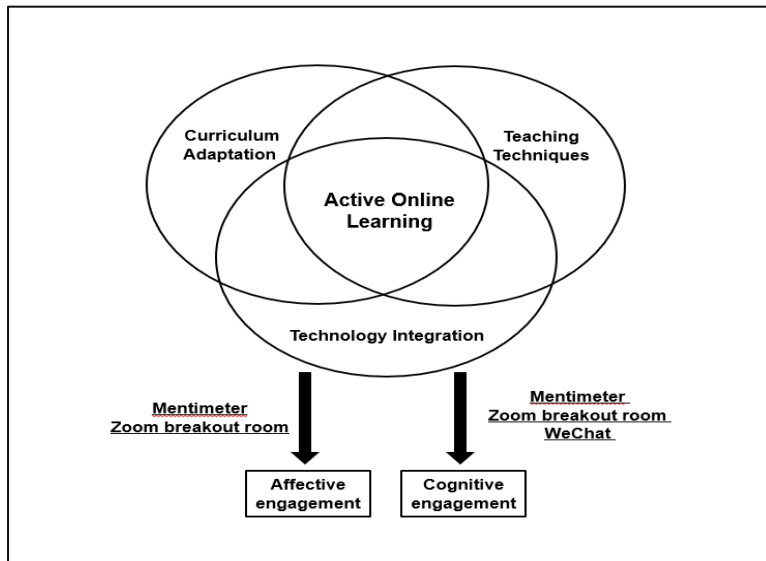 Curriculum
Adaptation
Teaching
Techniques
Active Online
Learning
Technology Integration
Mentimeter
Zoom breakout room
Mentimeter
Zoom breakout room
WeChat
Affective
engagement
Cognitive
engagement